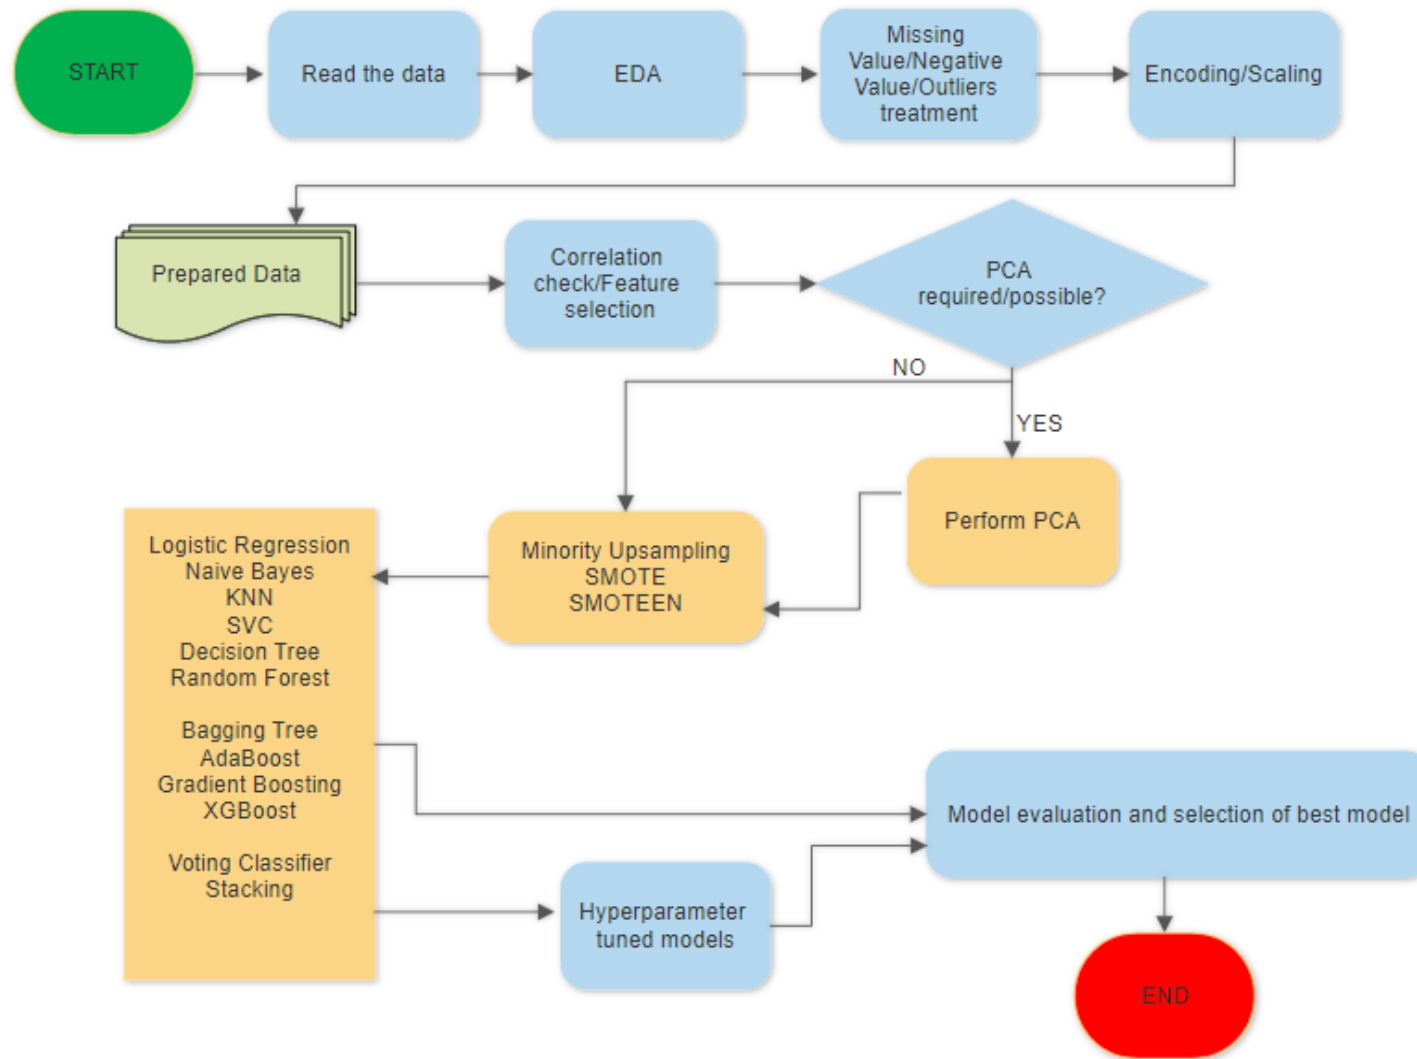 START
Read the data
EDA
Missing
Value/Negative
Value/Outliers
treatment
Encoding/Scaling
Prepared Data
Correlation
check/Feature
selection
PCA
required/possible?
NO
YES
Perform PCA
Minority Upsampling
SMOTE
SMOTEEN
Logistic Regression
Naive Bayes
KNN
SVC
Decision Tree
Random Forest
Bagging Tree
AdaBoost
Gradient Boosting
XGBoost
Voting Classifier
Stacking
Hyperparameter
tuned models
Model evaluation and selection of best model
END